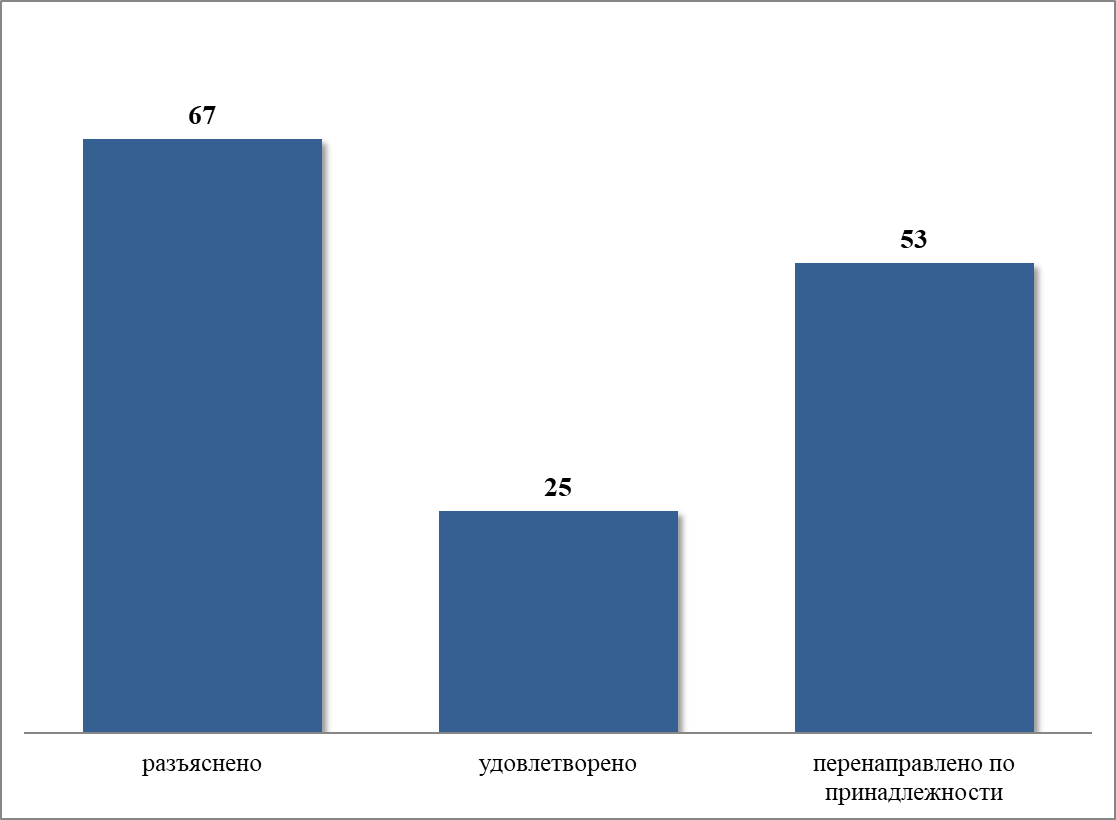 67
53
25
разъяснено
удовлетворено
перенаправлено по
принадлежности